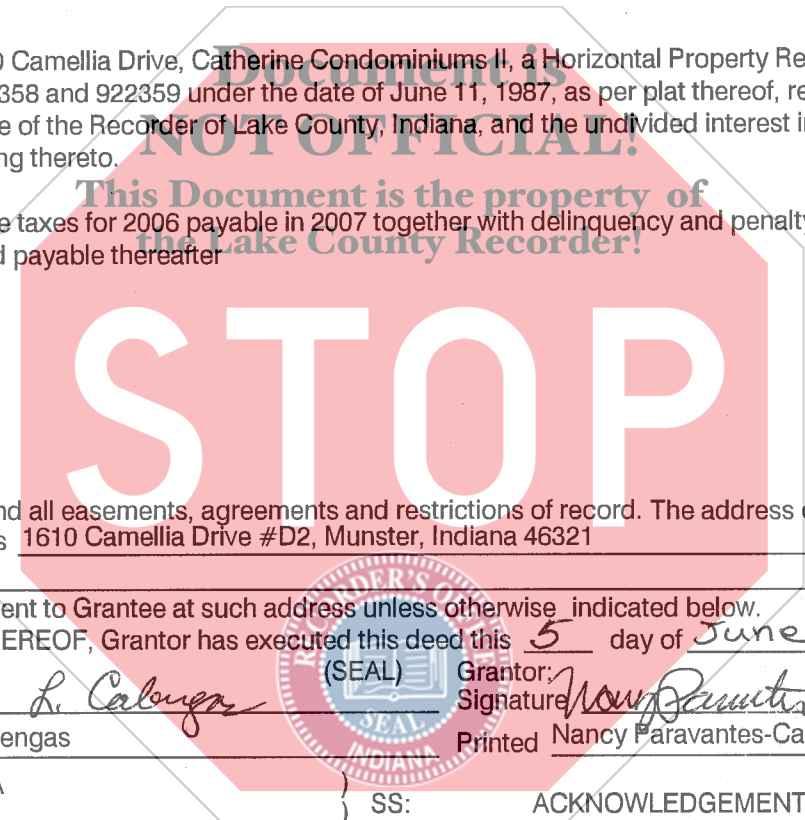 0 Camellia Drive, Catherine Condominiums II, a Horizontal Property Re
Document is
358 and 922359 under the date of June 11, 1987, as per plat thereof, re
e of the Recorder of Lake County, Indiana, and the undivided interest i
NOT OFFICIAL!
ng thereto.
This Document is the property of
e taxes for 2006 payable in 2007 together with delinquency and penalty
the Lake County Recorder!
d payable thereafter
STOP
nd all easements, agreements and restrictions of record. The address
s 1610 Camellia Drive #D2, Munster, Indiana 46321
RECORDER'S OFFICE
ent to Grantee at such address unless otherwise indicated below.
EREOF, Grantor has executed this deed this 5 day of June
(SEAL) Grantor:
L. Calengas Signature
SEAL
engas Printed Nancy Paravantes-Ca
INDIANA
A
SS: ACKNOWLEDGEMENT